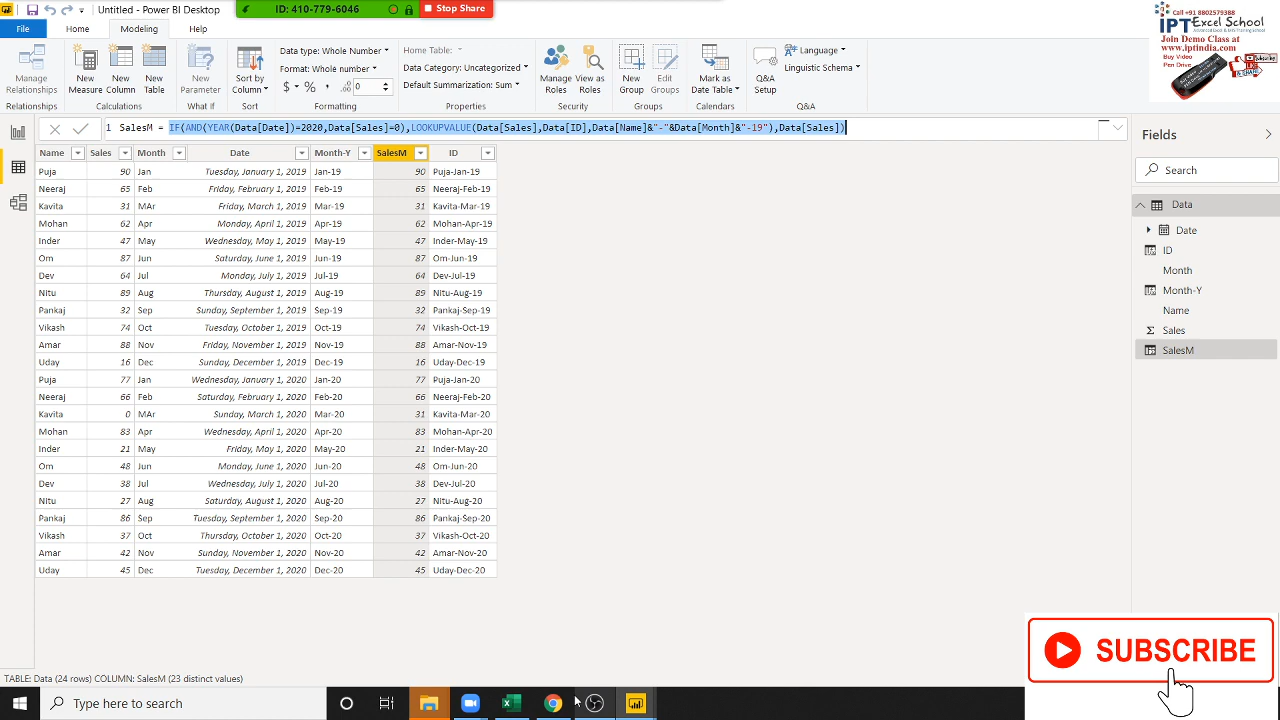 Untitled - Power BI Desktop
ID: 410-779-6046
Stop Share
File
Home
Modeling
Help
Manage Relationships
Relationships
New Measure
New Column
New Table
Calculations
New Parameter
What If
Sort by Column
Sort
Data type: Whole Number
Format: Whole number
$ % , .00 0
Formatting
Home Table:
Data Category: Uncategorized
Default Summarization: Sum
Properties
Manage Roles
View as Roles
Security
New Group
Edit Groups
Groups
Mark as Date Table
Calendars
Q&A Setup
Language
Linguistic Schema
Q&A
Call +91 8802579388
IPT Excel School
Join Demo Class at
www.iptindia.com
Buy Video
Pen Drive
1 SalesM = IF(AND(YEAR(Data[Date])=2020,Data[Sales]=0),LOOKUPVALUE(Data[Sales],Data[ID],Data[Name]&"-"&Data[Month]&"-19"),Data[Sales])
Name Sales Month Date Month-Y SalesM ID
Puja 90 Jan Tuesday, January 1, 2019 Jan-19 90 Puja-Jan-19
Neeraj 65 Feb Friday, February 1, 2019 Feb-19 65 Neeraj-Feb-19
Kavita 31 MAr Friday, March 1, 2019 Mar-19 31 Kavita-Mar-19
Mohan 62 Apr Monday, April 1, 2019 Apr-19 62 Mohan-Apr-19
Inder 47 May Wednesday, May 1, 2019 May-19 47 Inder-May-19
Om 87 Jun Saturday, June 1, 2019 Jun-19 87 Om-Jun-19
Dev 64 Jul Monday, July 1, 2019 Jul-19 64 Dev-Jul-19
Nitu 89 Aug Thursday, August 1, 2019 Aug-19 89 Nitu-Aug-19
Pankaj 32 Sep Sunday, September 1, 2019 Sep-19 32 Pankaj-Sep-19
Vikash 74 Oct Tuesday, October 1, 2019 Oct-19 74 Vikash-Oct-19
Amar 88 Nov Friday, November 1, 2019 Nov-19 88 Amar-Nov-19
Uday 16 Dec Sunday, December 1, 2019 Dec-19 16 Uday-Dec-19
Puja 77 Jan Wednesday, January 1, 2020 Jan-20 77 Puja-Jan-20
Neeraj 66 Feb Saturday, February 1, 2020 Feb-20 66 Neeraj-Feb-20
Kavita 0 MAr Sunday, March 1, 2020 Mar-20 31 Kavita-Mar-20
Mohan 83 Apr Wednesday, April 1, 2020 Apr-20 83 Mohan-Apr-20
Inder 21 May Friday, May 1, 2020 May-20 21 Inder-May-20
Om 48 Jun Monday, June 1, 2020 Jun-20 48 Om-Jun-20
Dev 38 Jul Wednesday, July 1, 2020 Jul-20 38 Dev-Jul-20
Nitu 27 Aug Saturday, August 1, 2020 Aug-20 27 Nitu-Aug-20
Pankaj 86 Sep Tuesday, September 1, 2020 Sep-20 86 Pankaj-Sep-20
Vikash 37 Oct Thursday, October 1, 2020 Oct-20 37 Vikash-Oct-20
Amar 42 Nov Sunday, November 1, 2020 Nov-20 42 Amar-Nov-20
Uday 45 Dec Tuesday, December 1, 2020 Dec-20 45 Uday-Dec-20
Fields
Search
Data
Date
ID
Month
Month-Y
Name
Σ Sales
SalesM
SUBSCRIBE
TABLE: Data (24 rows) COLUMN: SalesM (23 distinct values)
Type here to search